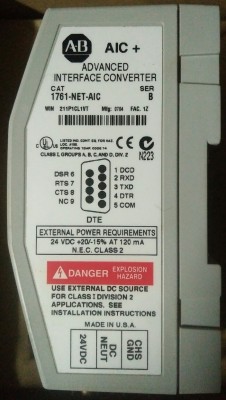 A-B AIC +
ADVANCED
INTERFACE CONVERTER
CAT SER
1761-NET-AIC B
FAC. 1Z
LISTED
CLASS I, GROUPS A, B, C AND D, DIV. 2
N223
DSR 6 1 DCD
RTS 7 2 RXD
CTS 8 3 TXD
NC 9 4 DTR
5 COM
DTE
EXTERNAL POWER REQUIREMENTS
24 VDC +20/-15% AT 120 mA
N.E.C. CLASS 2
DANGER EXPLOSION
HAZARD
USE EXTERNAL DC SOURCE
FOR CLASS I DIVISION 2
APPLICATIONS. SEE
INSTALLATION INSTRUCTIONS
MADE IN U.S.A.
24VDC
DC
NEUT
CHS
GND